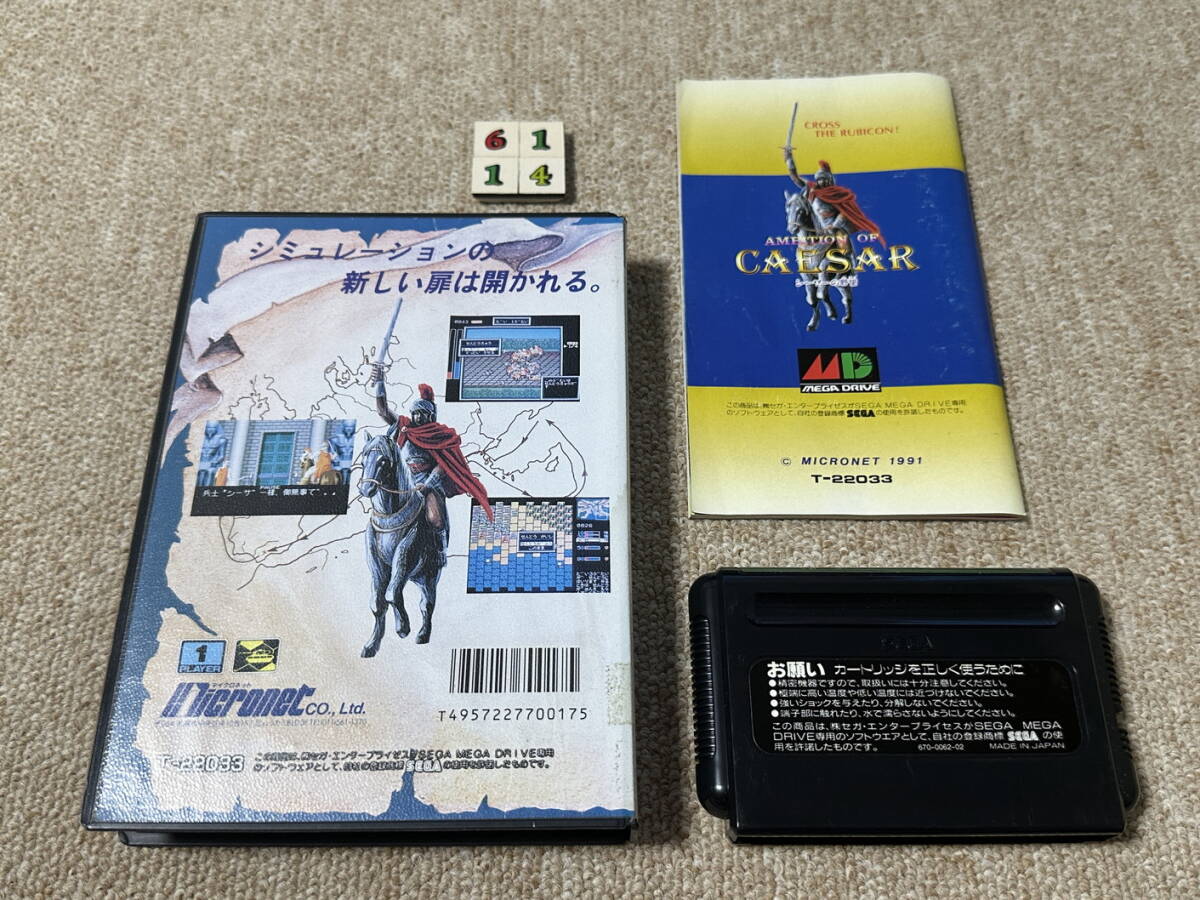 6 1
1 4
シミュレーションの
新しい扉は開かれる。
兵士“シーザー様、御無事で”。。
1
PLAYER
マイクロネット
Micronet CO., Ltd.
T4957227700175
T-22033
この商品は、㈱セガ・エンタープライゼスがSEGA MEGA DRIVE専用
のソフトウェアとして、自社の登録商標 SEGA の使用を許諾したものです。
CROSS
THE RUBICON!
AMBITION OF
CAESAR
シーザーの野望
MD
MEGA DRIVE
この商品は、㈱セガ・エンタープライゼスがSEGA MEGA DRIVE専用
のソフトウェアとして、自社の登録商標 SEGA の使用を許諾したものです。
© MICRONET 1991
T-22033
SEGA
お願い カートリッジを正しく使うために
●精密機器ですので、取扱いには十分注意してください。
●極端に高い温度や低い温度には近づけないでください。
●強いショックを与えたり、分解しないでください。
●端子部に触れたり、水で濡らさないようにしてください。
この商品は、㈱セガ・エンタープライゼスがSEGA MEGA
DRIVE専用のソフトウェアとして、自社の登録商標 SEGA の使
用を許諾したものです。 670-0062-02 MADE IN JAPAN